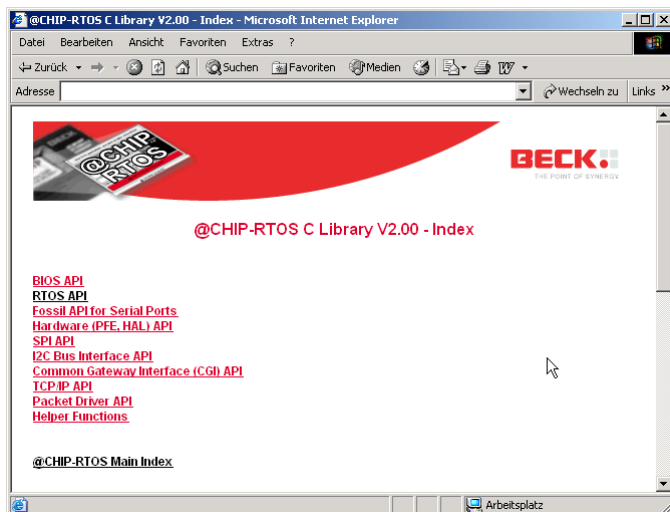 @CHIP-RTOS C Library V2.00 - Index - Microsoft Internet Explorer
Datei Bearbeiten Ansicht Favoriten Extras ?
Zurück Suchen Favoriten Medien
Adresse Wechseln zu Links »
@CHIP
RTOS
BECK
THE POINT OF SYNERGY
@CHIP-RTOS C Library V2.00 - Index
BIOS API
RTOS API
Fossil API for Serial Ports
Hardware (PFE, HAL) API
SPI API
I2C Bus Interface API
Common Gateway Interface (CGI) API
TCP/IP API
Packet Driver API
Helper Functions
@CHIP-RTOS Main Index
Arbeitsplatz